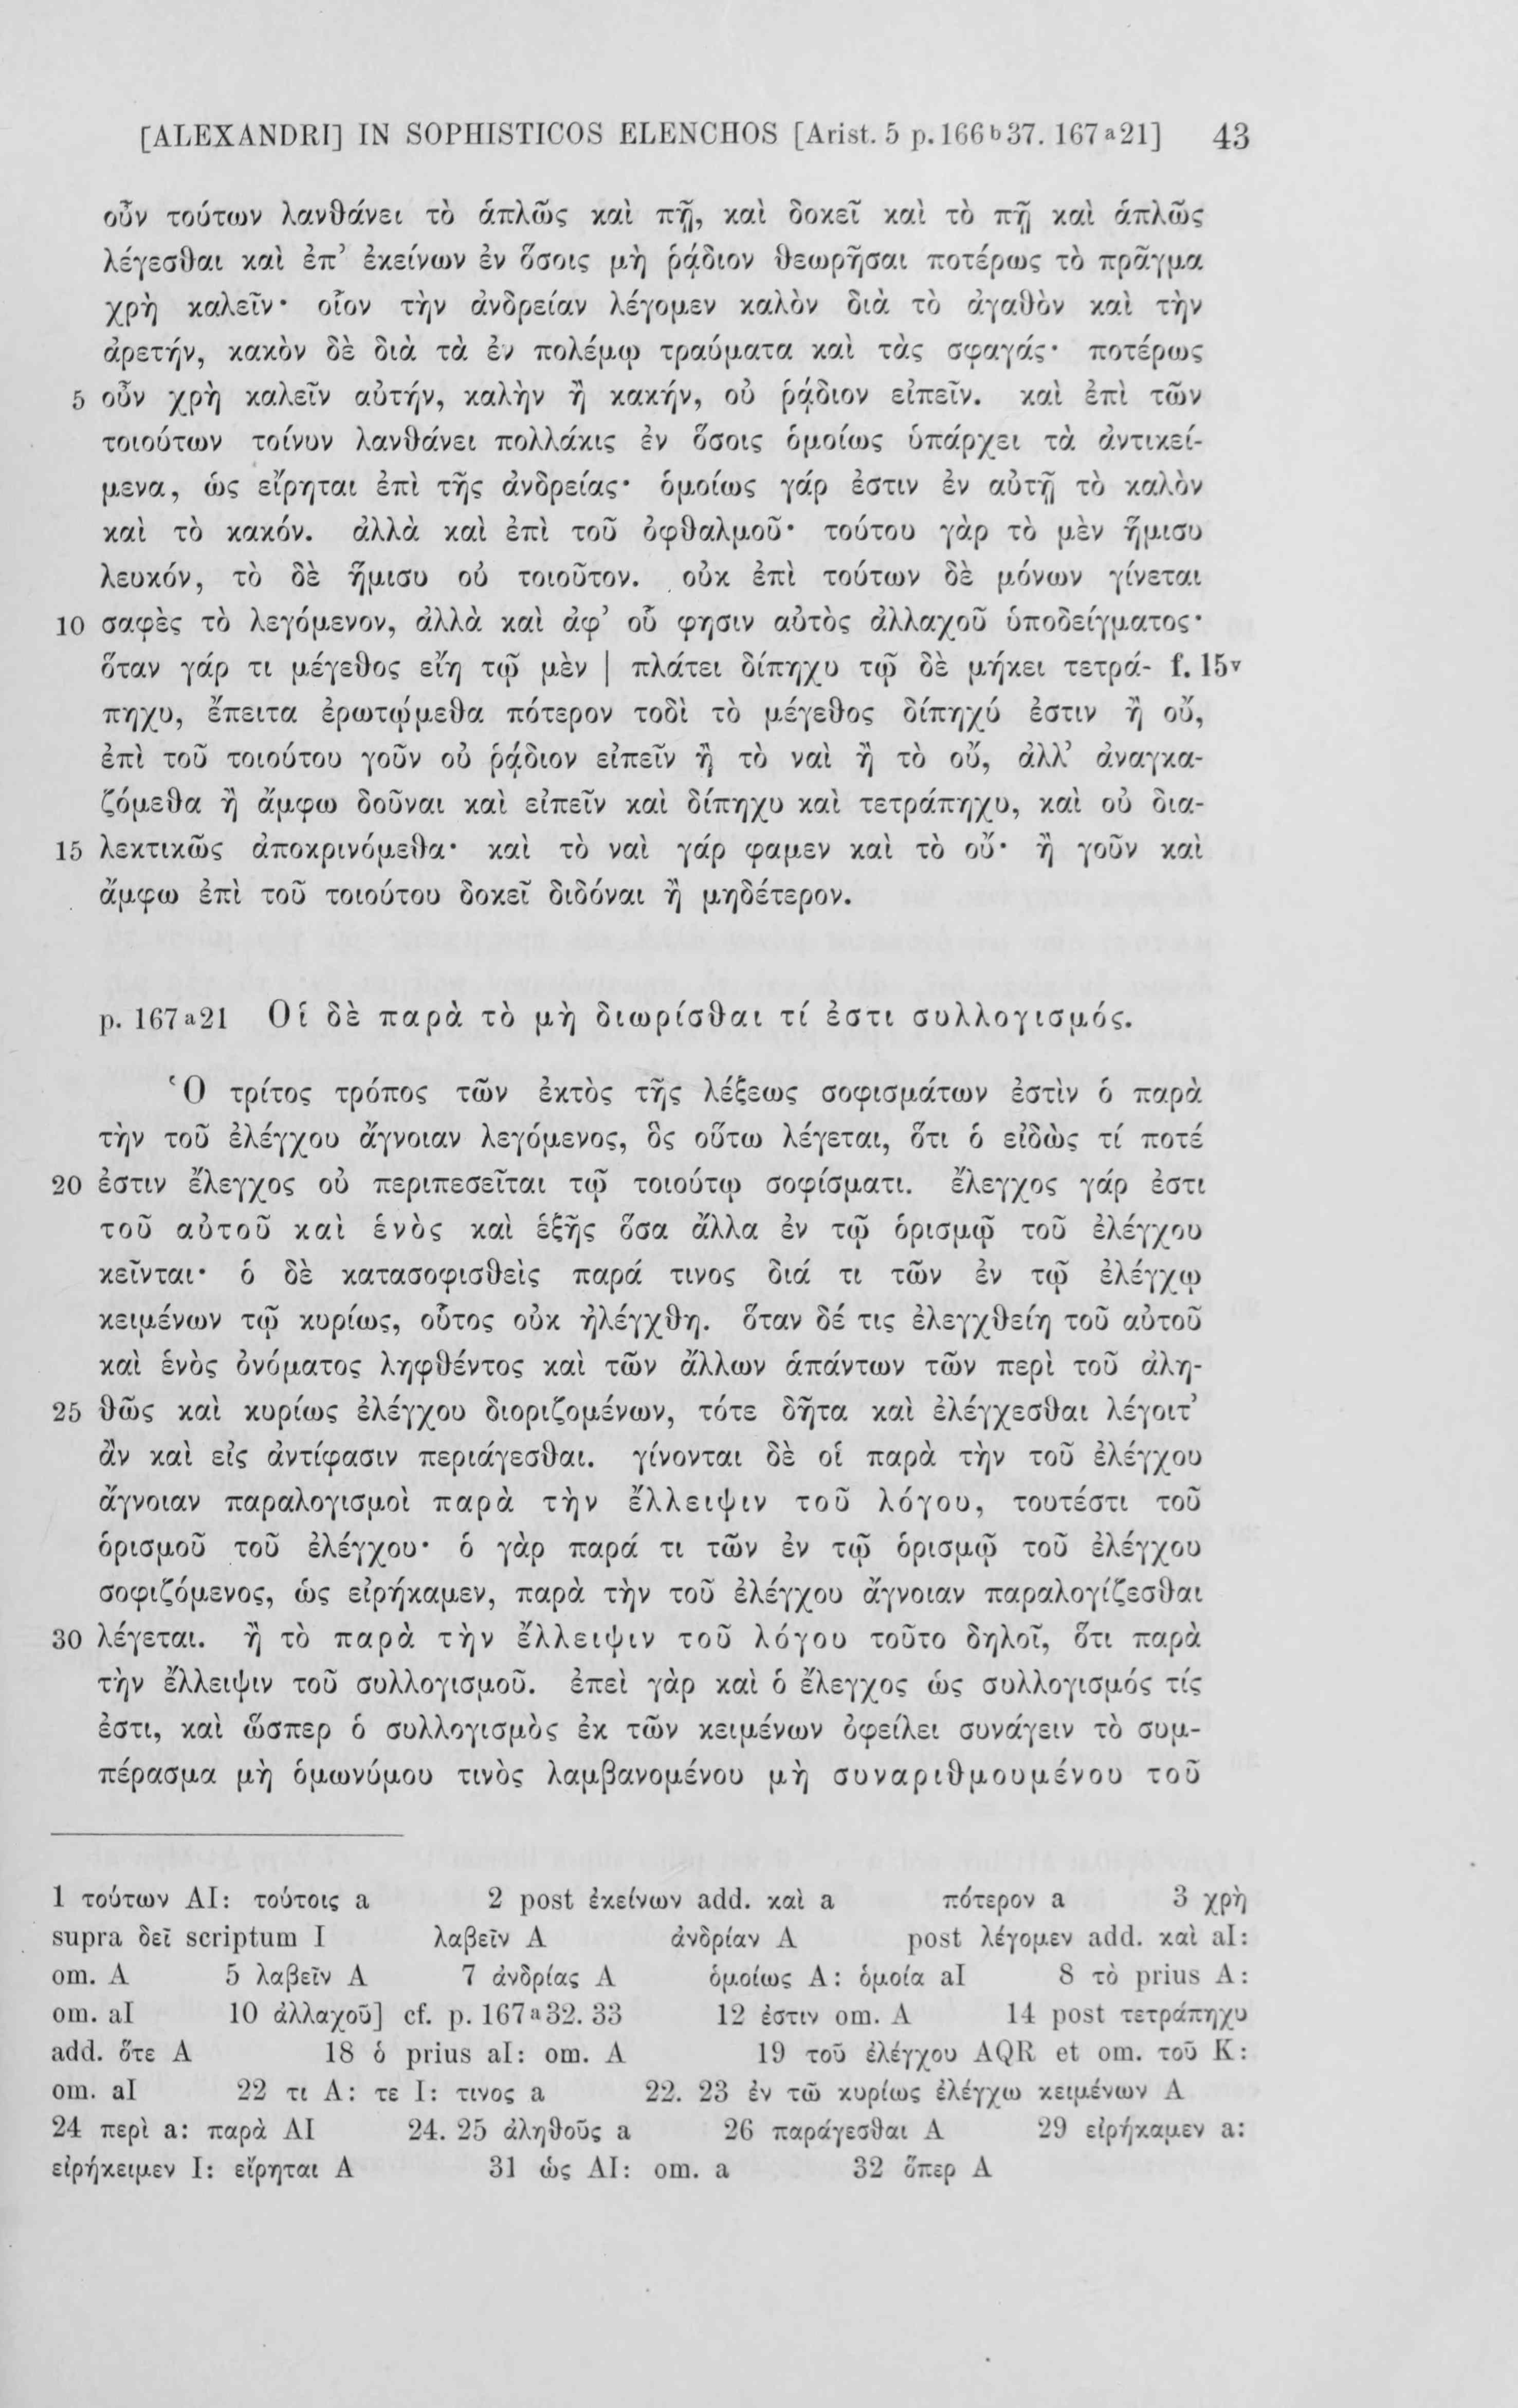 [ALEXANDRI] IN SOPHISTICOS ELENCHOS [Arist. 5 p.166ᵇ37. 167ᵃ21] 43
οὖν τούτων λανθάνει τὸ ἁπλῶς καὶ πῇ, καὶ δοκεῖ καὶ τὸ πῇ καὶ ἁπλῶς
λέγεσθαι καὶ ἐπ’ ἐκείνων ἐν ὅσοις μὴ ῥᾴδιον θεωρῆσαι ποτέρως τὸ πρᾶγμα
χρὴ καλεῖν· οἷον τὴν ἀνδρείαν λέγομεν καλὸν διὰ τὸ ἀγαθὸν καὶ τὴν
ἀρετήν, κακὸν δὲ διὰ τὰ ἐν πολέμῳ τραύματα καὶ τὰς σφαγάς· ποτέρως
5 οὖν χρὴ καλεῖν αὐτήν, καλὴν ἢ κακήν, οὐ ῥᾴδιον εἰπεῖν. καὶ ἐπὶ τῶν
τοιούτων τοίνυν λανθάνει πολλάκις ἐν ὅσοις ὁμοίως ὑπάρχει τὰ ἀντικεί-
μενα, ὡς εἴρηται ἐπὶ τῆς ἀνδρείας· ὁμοίως γάρ ἐστιν ἐν αὐτῇ τὸ καλὸν
καὶ τὸ κακόν. ἀλλὰ καὶ ἐπὶ τοῦ ὀφθαλμοῦ· τούτου γὰρ τὸ μὲν ἥμισυ
λευκόν, τὸ δὲ ἥμισυ οὐ τοιοῦτον. οὐκ ἐπὶ τούτων δὲ μόνων γίνεται
10 σαφὲς τὸ λεγόμενον, ἀλλὰ καὶ ἀφ’ οὗ φησιν αὐτὸς ἀλλαχοῦ ὑποδείγματος·
ὅταν γάρ τι μέγεθος εἴη τῷ μὲν | πλάτει δίπηχυ τῷ δὲ μήκει τετρά- f. 15ᵛ
πηχυ, ἔπειτα ἐρωτῴμεθα πότερον τοδὶ τὸ μέγεθος δίπηχύ ἐστιν ἢ οὔ,
ἐπὶ τοῦ τοιούτου γοῦν οὐ ῥᾴδιον εἰπεῖν ἢ τὸ ναὶ ἢ τὸ οὔ, ἀλλ’ ἀναγκα-
ζόμεθα ἢ ἄμφω δοῦναι καὶ εἰπεῖν καὶ δίπηχυ καὶ τετράπηχυ, καὶ οὐ δια-
15 λεκτικῶς ἀποκρινόμεθα· καὶ τὸ ναὶ γάρ φαμεν καὶ τὸ οὔ· ἢ γοῦν καὶ
ἄμφω ἐπὶ τοῦ τοιούτου δοκεῖ διδόναι ἢ μηδέτερον.
p. 167ᵃ21 Οἱ δὲ παρὰ τὸ μὴ διωρίσθαι τί ἐστι συλλογισμός.
Ὁ τρίτος τρόπος τῶν ἐκτὸς τῆς λέξεως σοφισμάτων ἐστὶν ὁ παρὰ
τὴν τοῦ ἐλέγχου ἄγνοιαν λεγόμενος, ὃς οὕτω λέγεται, ὅτι ὁ εἰδὼς τί ποτέ
20 ἐστιν ἔλεγχος οὐ περιπεσεῖται τῷ τοιούτῳ σοφίσματι. ἔλεγχος γάρ ἐστι
τοῦ αὐτοῦ καὶ ἑνὸς καὶ ἑξῆς ὅσα ἄλλα ἐν τῷ ὁρισμῷ τοῦ ἐλέγχου
κεῖνται· ὁ δὲ κατασοφισθεὶς παρά τινος διά τι τῶν ἐν τῷ ἐλέγχῳ
κειμένων τῷ κυρίως, οὗτος οὐκ ἠλέγχθη. ὅταν δέ τις ἐλεγχθείη τοῦ αὐτοῦ
καὶ ἑνὸς ὀνόματος ληφθέντος καὶ τῶν ἄλλων ἁπάντων τῶν περὶ τοῦ ἀλη-
25 θῶς καὶ κυρίως ἐλέγχου διοριζομένων, τότε δῆτα καὶ ἐλέγχεσθαι λέγοιτ’
ἂν καὶ εἰς ἀντίφασιν περιάγεσθαι. γίνονται δὲ οἱ παρὰ τὴν τοῦ ἐλέγχου
ἄγνοιαν παραλογισμοὶ παρὰ τὴν ἔλλειψιν τοῦ λόγου, τουτέστι τοῦ
ὁρισμοῦ τοῦ ἐλέγχου· ὁ γὰρ παρά τι τῶν ἐν τῷ ὁρισμῷ τοῦ ἐλέγχου
σοφιζόμενος, ὡς εἰρήκαμεν, παρὰ τὴν τοῦ ἐλέγχου ἄγνοιαν παραλογίζεσθαι
30 λέγεται. ἢ τὸ παρὰ τὴν ἔλλειψιν τοῦ λόγου τοῦτο δηλοῖ, ὅτι παρὰ
τὴν ἔλλειψιν τοῦ συλλογισμοῦ. ἐπεὶ γὰρ καὶ ὁ ἔλεγχος ὡς συλλογισμός τίς
ἐστι, καὶ ὥσπερ ὁ συλλογισμὸς ἐκ τῶν κειμένων ὀφείλει συνάγειν τὸ συμ-
πέρασμα μὴ ὁμωνύμου τινὸς λαμβανομένου μὴ συναριθμουμένου τοῦ
1 τούτων AI: τούτοις a 2 post ἐκείνων add. καὶ a πότερον a 3 χρὴ
supra δεῖ scriptum I λαβεῖν A ἀνδρίαν A post λέγομεν add. καὶ aI:
om. A 5 λαβεῖν A 7 ἀνδρίας A ὁμοίως A: ὁμοία aI 8 τὸ prius A:
om. aI 10 ἀλλαχοῦ] cf. p. 167ᵃ32. 33 12 ἐστιν om. A 14 post τετράπηχυ
add. ὅτε A 18 ὁ prius aI: om. A 19 τοῦ ἐλέγχου AQR et om. τοῦ K:
om. aI 22 τι A: τε I: τινος a 22. 23 ἐν τῶ κυρίως ἐλέγχω κειμένων A
24 περὶ a: παρὰ AI 24. 25 ἀληθοῦς a 26 παράγεσθαι A 29 εἰρήκαμεν a:
εἰρήκειμεν I: εἴρηται A 31 ὡς AI: om. a 32 ὅπερ A